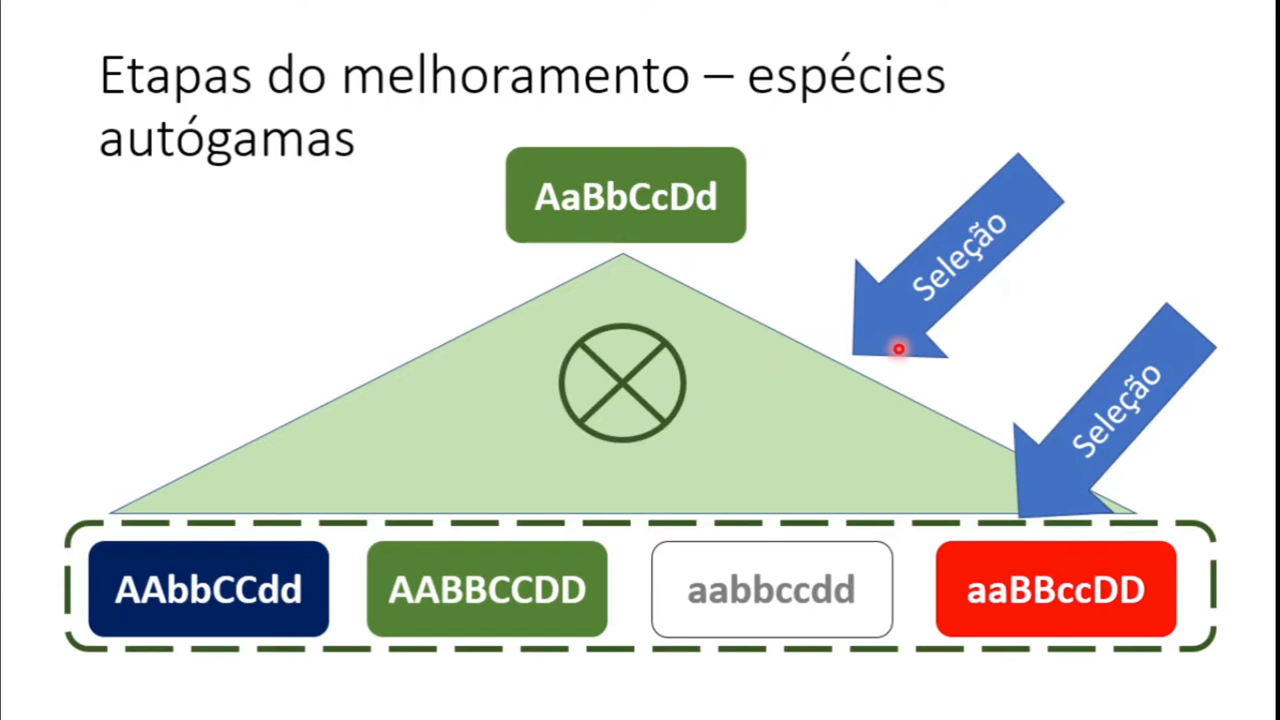 Etapas do melhoramento – espécies
autógamas
AaBbCcDd
Seleção
Seleção
AAbbCCdd
AABBCCDD
aabbccdd
aaBBccDD